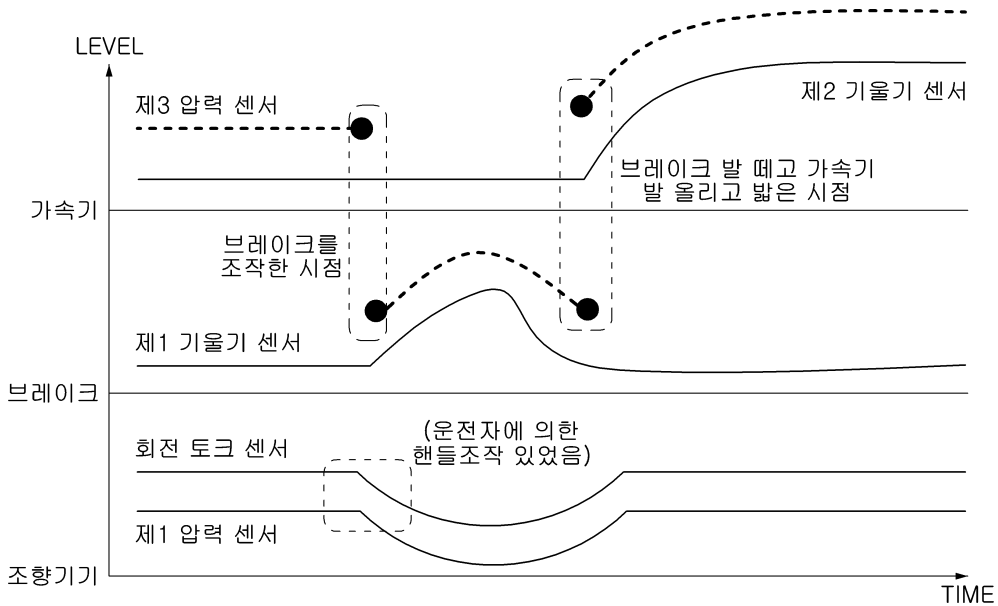 LEVEL
제3 압력 센서
제2 기울기 센서
브레이크 발 떼고 가속기
발 올리고 밟은 시점
가속기
브레이크를
조작한 시점
제1 기울기 센서
브레이크
(운전자에 의한
핸들조작 있었음)
회전 토크 센서
제1 압력 센서
조향기기
TIME